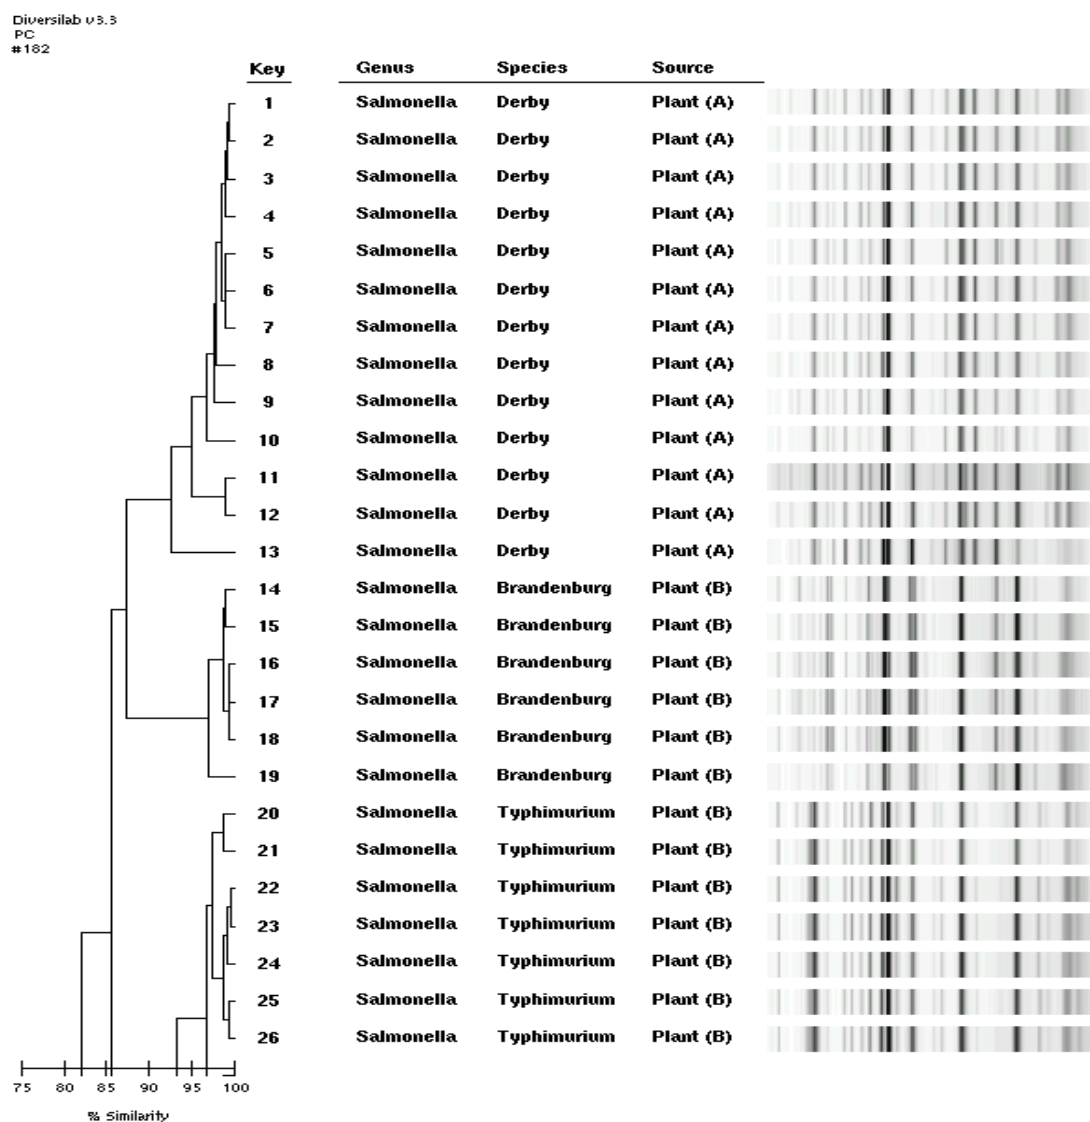 Diversilab v3.3
PC
#182
Key Genus Species Source
1 Salmonella Derby Plant (A)
2 Salmonella Derby Plant (A)
3 Salmonella Derby Plant (A)
4 Salmonella Derby Plant (A)
5 Salmonella Derby Plant (A)
6 Salmonella Derby Plant (A)
7 Salmonella Derby Plant (A)
8 Salmonella Derby Plant (A)
9 Salmonella Derby Plant (A)
10 Salmonella Derby Plant (A)
11 Salmonella Derby Plant (A)
12 Salmonella Derby Plant (A)
13 Salmonella Derby Plant (A)
14 Salmonella Brandenburg Plant (B)
15 Salmonella Brandenburg Plant (B)
16 Salmonella Brandenburg Plant (B)
17 Salmonella Brandenburg Plant (B)
18 Salmonella Brandenburg Plant (B)
19 Salmonella Brandenburg Plant (B)
20 Salmonella Typhimurium Plant (B)
21 Salmonella Typhimurium Plant (B)
22 Salmonella Typhimurium Plant (B)
23 Salmonella Typhimurium Plant (B)
24 Salmonella Typhimurium Plant (B)
25 Salmonella Typhimurium Plant (B)
26 Salmonella Typhimurium Plant (B)
75 80 85 90 95 100
% Similarity